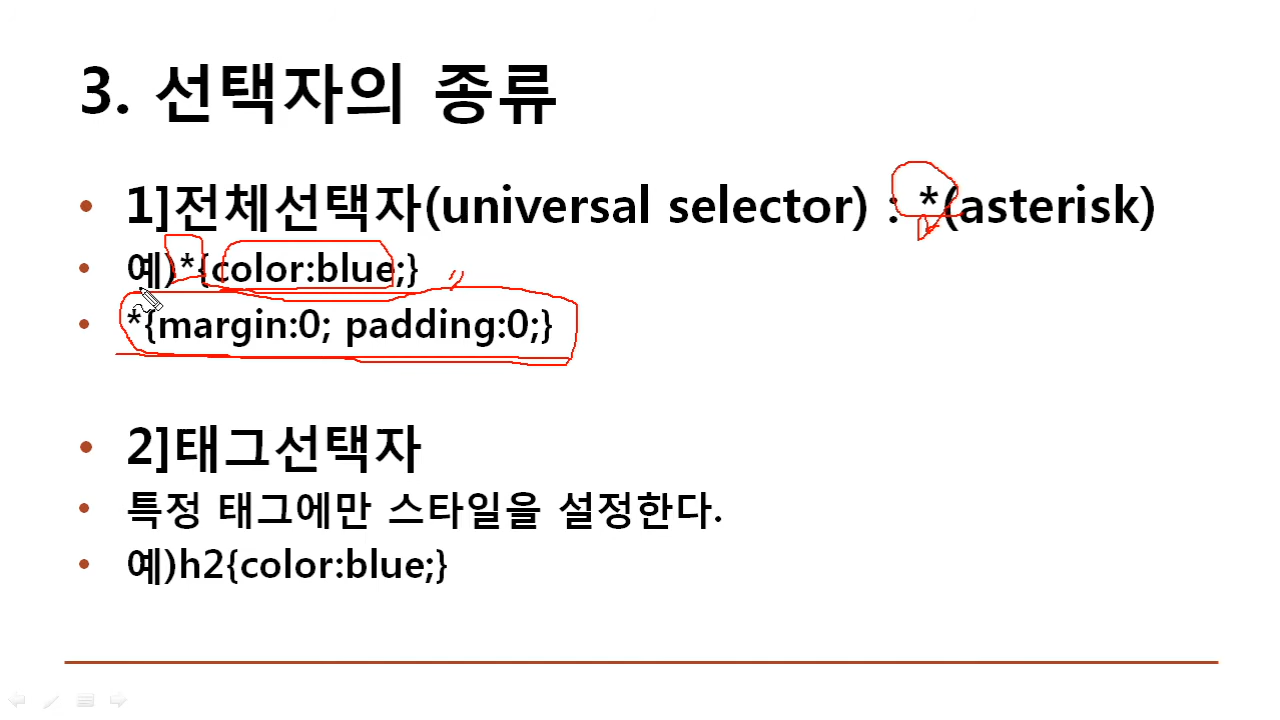 3. 선택자의 종류
• 1]전체선택자(universal selector) : *(asterisk)
• 예)*{color:blue;}
• *{margin:0; padding:0;}
• 2]태그선택자
• 특정 태그에만 스타일을 설정한다.
• 예)h2{color:blue;}